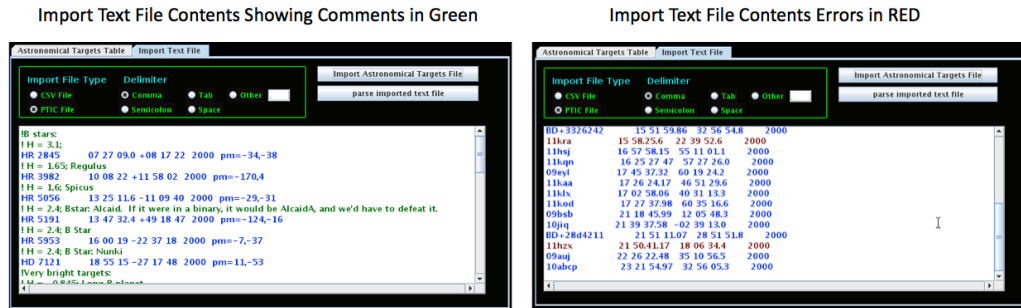 Import Text File Contents Showing Comments in Green
Astronomical Targets Table Import Text File
Import File Type Delimiter
CSV File Comma Tab Other
PTIC File Semicolon Space
Import Astronomical Targets File
parse imported text file
!B stars:
! H = 3.1;
HR 2845 07 27 09.0 +08 17 22 2000 pm=-34,-38
! H = 1.65; Regulus
HR 3982 10 08 22 +11 58 02 2000 pm=-170,4
! H = 1.6; Spicus
HR 5056 13 25 11.6 -11 09 40 2000 pm=-29,-31
! H = 2.4; Bstar: Alcaid. If it were in a binary, it would be AlcaidA, and we'd have to defeat it.
HR 5191 13 47 32.4 +49 18 47 2000 pm=-124,-16
! H = 2.4; B Star
HR 5953 16 00 19 -22 37 18 2000 pm=-7,-37
! H = 2.4; B Star: Nunki
HD 7121 18 55 15 -27 17 48 2000 pm=11,-53
!Very bright targets:
Import Text File Contents Errors in RED
Astronomical Targets Table Import Text File
Import File Type Delimiter
CSV File Comma Tab Other
PTIC File Semicolon Space
Import Astronomical Targets File
parse imported text file
BD+3326242 15 51 59.86 32 56 54.8 2000
11kra 15 58.25.6 22 39 52.6 2000
11hsj 16 57 58.15 55 11 01.1 2000
11kqn 16 25 27 47 57 27 26.0 2000
09eyl 17 45 37.32 60 19 24.2 2000
11kaa 17 26 24.17 46 51 29.6 2000
11klx 17 02 58.06 40 31 13.3 2000
11kod 17 27 37.98 60 35 16.6 2000
09bsb 21 18 45.99 12 05 48.3 2000
10jiq 21 39 37.58 -02 39 13.0 2000
BD+28d4211 21 51 11.07 28 51 51.8 2000
11hzx 21 50.41.17 18 06 34.4 2000
09auj 22 26 22.48 35 10 56.5 2000
10abcp 23 21 54.97 32 56 05.3 2000